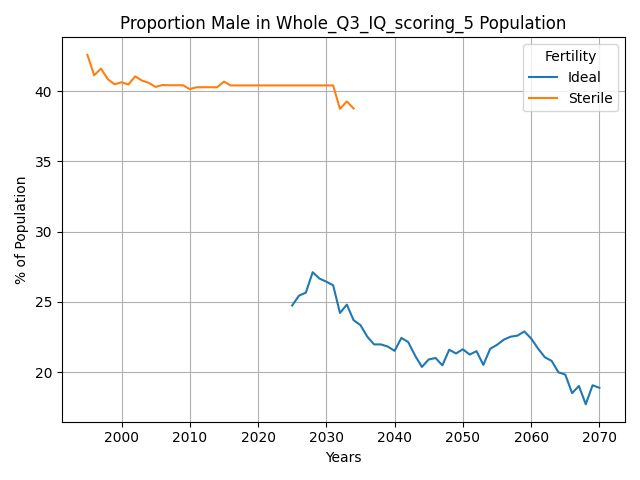 Proportion Male in Whole_Q3_IQ_scoring_5 Population
Fertility
Ideal
Sterile
% of Population
40
35
30
25
20
2000 2010 2020 2030 2040 2050 2060 2070
Years